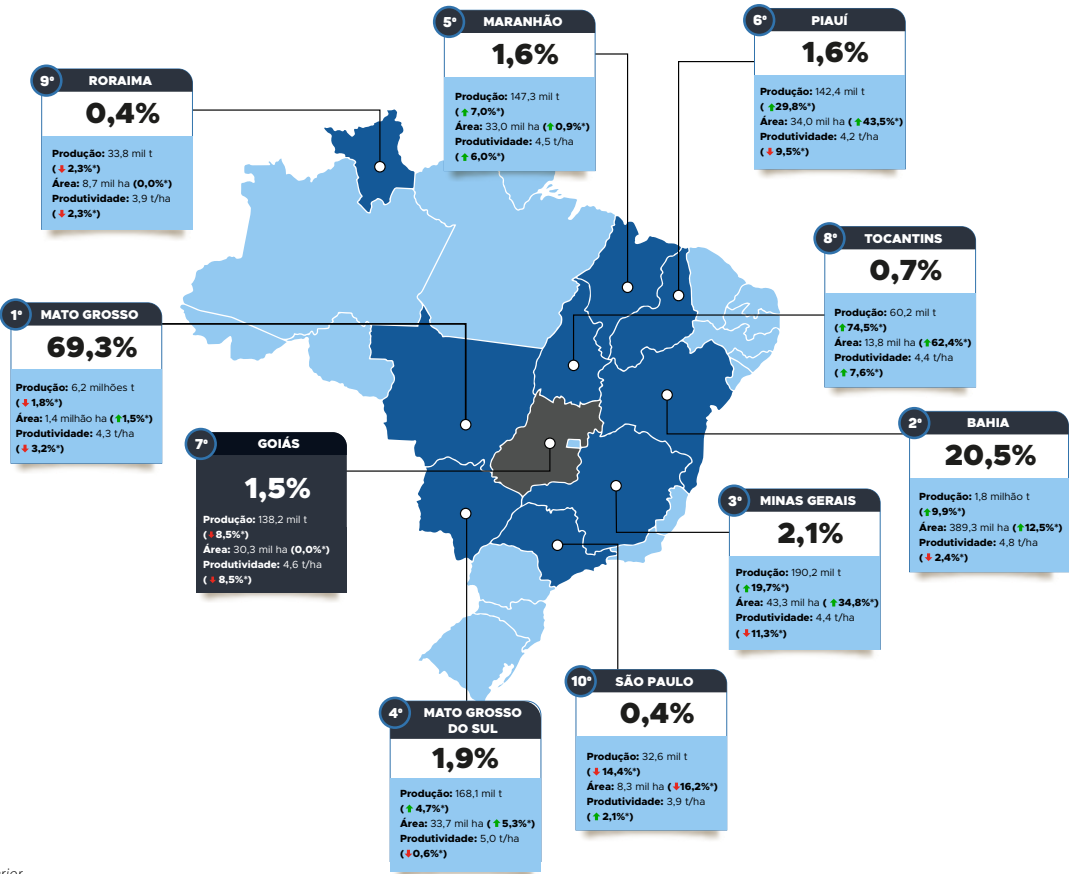 5º MARANHÃO
1,6%
Produção: 147,3 mil t
(⬆7,0%*)
Área: 33,0 mil ha (⬆0,9%*)
Produtividade: 4,5 t/ha
(⬆6,0%*)
6º PIAUÍ
1,6%
Produção: 142,4 mil t
(⬆29,8%*)
Área: 34,0 mil ha (⬆43,5%*)
Produtividade: 4,2 t/ha
(⬇9,5%*)
9º RORAIMA
0,4%
Produção: 33,8 mil t
(⬇2,3%*)
Área: 8,7 mil ha (0,0%*)
Produtividade: 3,9 t/ha
(⬇2,3%*)
8º TOCANTINS
0,7%
Produção: 60,2 mil t
(⬆74,5%*)
Área: 13,8 mil ha (⬆62,4%*)
Produtividade: 4,4 t/ha
(⬆7,6%*)
1º MATO GROSSO
69,3%
Produção: 6,2 milhões t
(⬇1,8%*)
Área: 1,4 milhão ha (⬆1,5%*)
Produtividade: 4,3 t/ha
(⬇3,2%*)
2º BAHIA
20,5%
Produção: 1,8 milhão t
(⬆9,9%*)
Área: 389,3 mil ha (⬆12,5%*)
Produtividade: 4,8 t/ha
(⬇2,4%*)
7º GOIÁS
1,5%
Produção: 138,2 mil t
(⬇8,5%*)
Área: 30,3 mil ha (0,0%*)
Produtividade: 4,6 t/ha
(⬇8,5%*)
3º MINAS GERAIS
2,1%
Produção: 190,2 mil t
(⬆19,7%*)
Área: 43,3 mil ha (⬆34,8%*)
Produtividade: 4,4 t/ha
(⬇11,3%*)
10º SÃO PAULO
0,4%
Produção: 32,6 mil t
(⬇14,4%*)
Área: 8,3 mil ha (⬇16,2%*)
Produtividade: 3,9 t/ha
(⬆2,1%*)
4º MATO GROSSO
DO SUL
1,9%
Produção: 168,1 mil t
(⬆4,7%*)
Área: 33,7 mil ha (⬆5,3%*)
Produtividade: 5,0 t/ha
(⬇0,6%*)